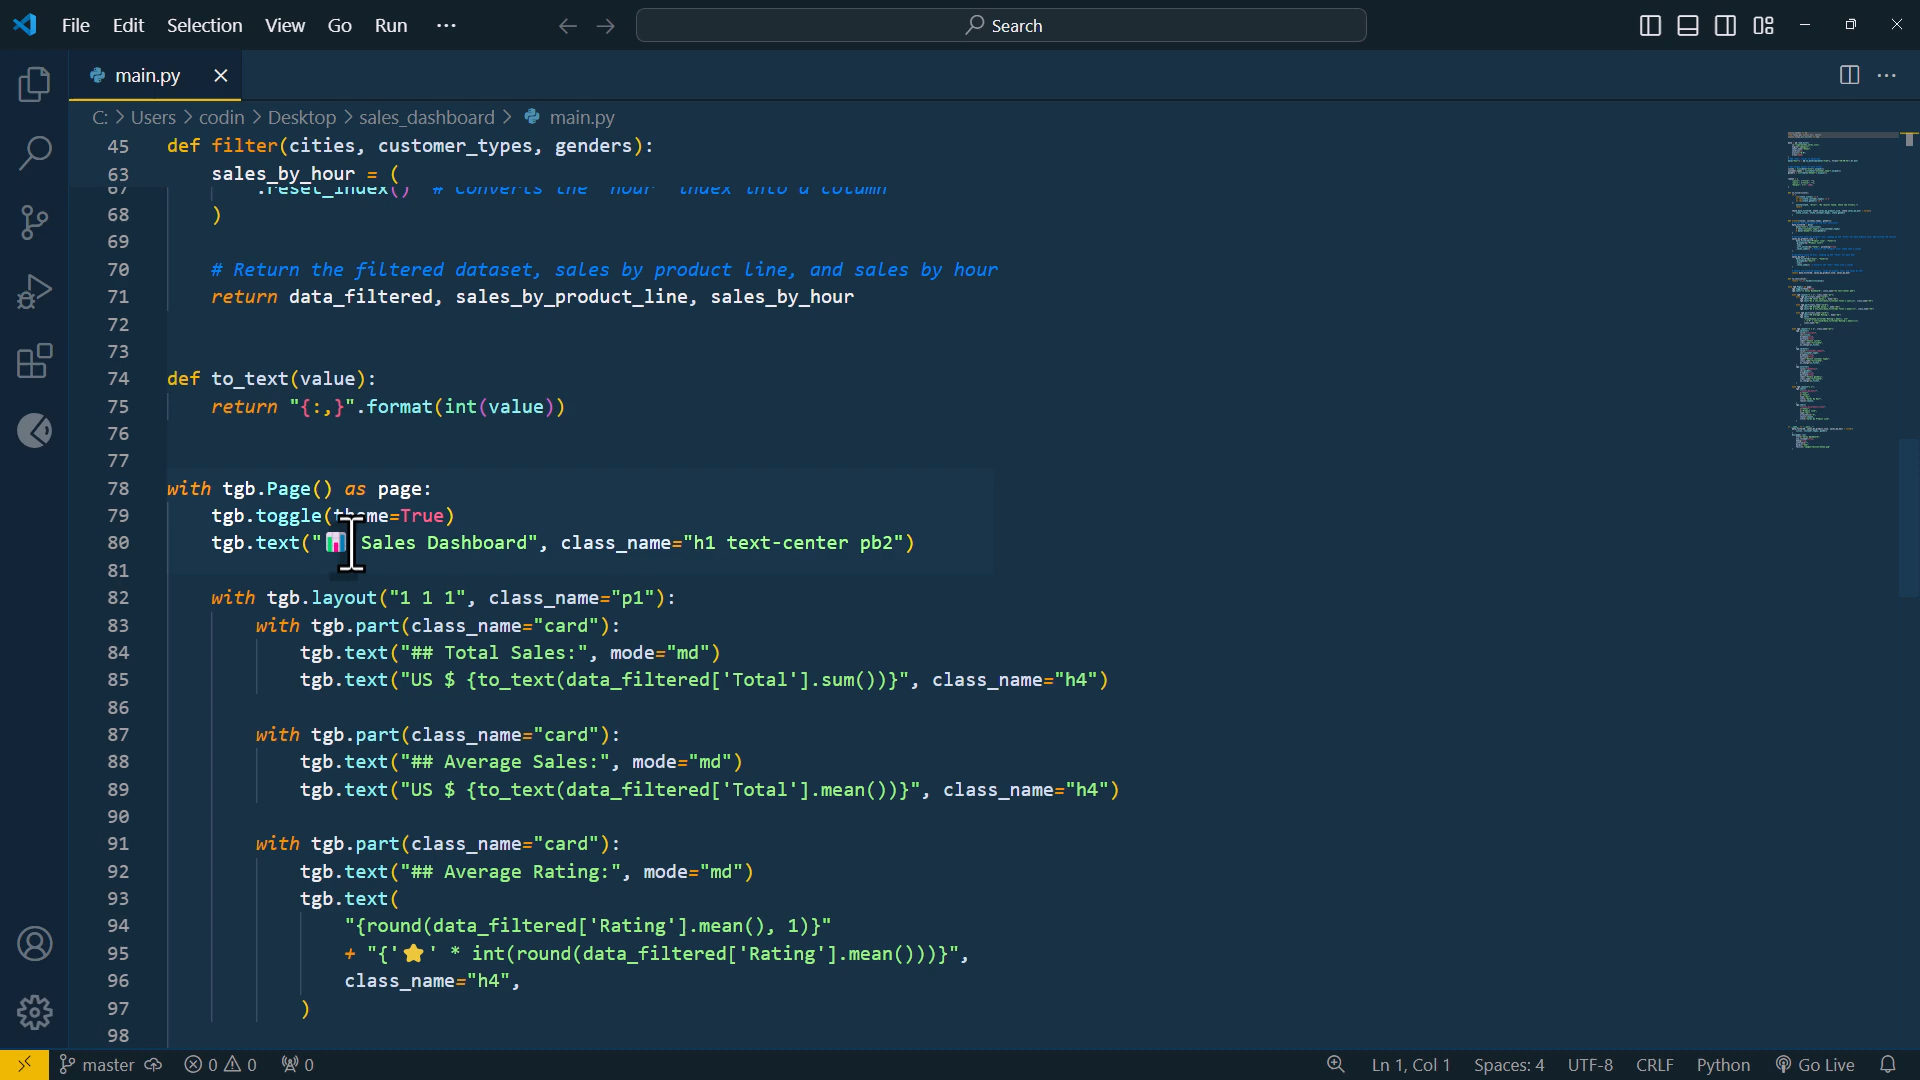 File Edit Selection View Go Run ···
Search
main.py
C: > Users > codin > Desktop > sales_dashboard > main.py
45 def filter(cities, customer_types, genders):
63 sales_by_hour = (
67 .reset_index() # Converts the "hour" index into a column
68 )
69
70 # Return the filtered dataset, sales by product line, and sales by hour
71 return data_filtered, sales_by_product_line, sales_by_hour
72
73
74 def to_text(value):
75 return "{:,}".format(int(value))
76
77
78 with tgb.Page() as page:
79 tgb.toggle(theme=True)
80 tgb.text("📊 Sales Dashboard", class_name="h1 text-center pb2")
81
82 with tgb.layout("1 1 1", class_name="p1"):
83 with tgb.part(class_name="card"):
84 tgb.text("## Total Sales:", mode="md")
85 tgb.text("US $ {to_text(data_filtered['Total'].sum())}", class_name="h4")
86
87 with tgb.part(class_name="card"):
88 tgb.text("## Average Sales:", mode="md")
89 tgb.text("US $ {to_text(data_filtered['Total'].mean())}", class_name="h4")
90
91 with tgb.part(class_name="card"):
92 tgb.text("## Average Rating:", mode="md")
93 tgb.text(
94 "{round(data_filtered['Rating'].mean(), 1)}"
95 + "{'⭐' * int(round(data_filtered['Rating'].mean()))}",
96 class_name="h4",
97 )
98
master 0 0 0 Ln 1, Col 1 Spaces: 4 UTF-8 CRLF Python Go Live